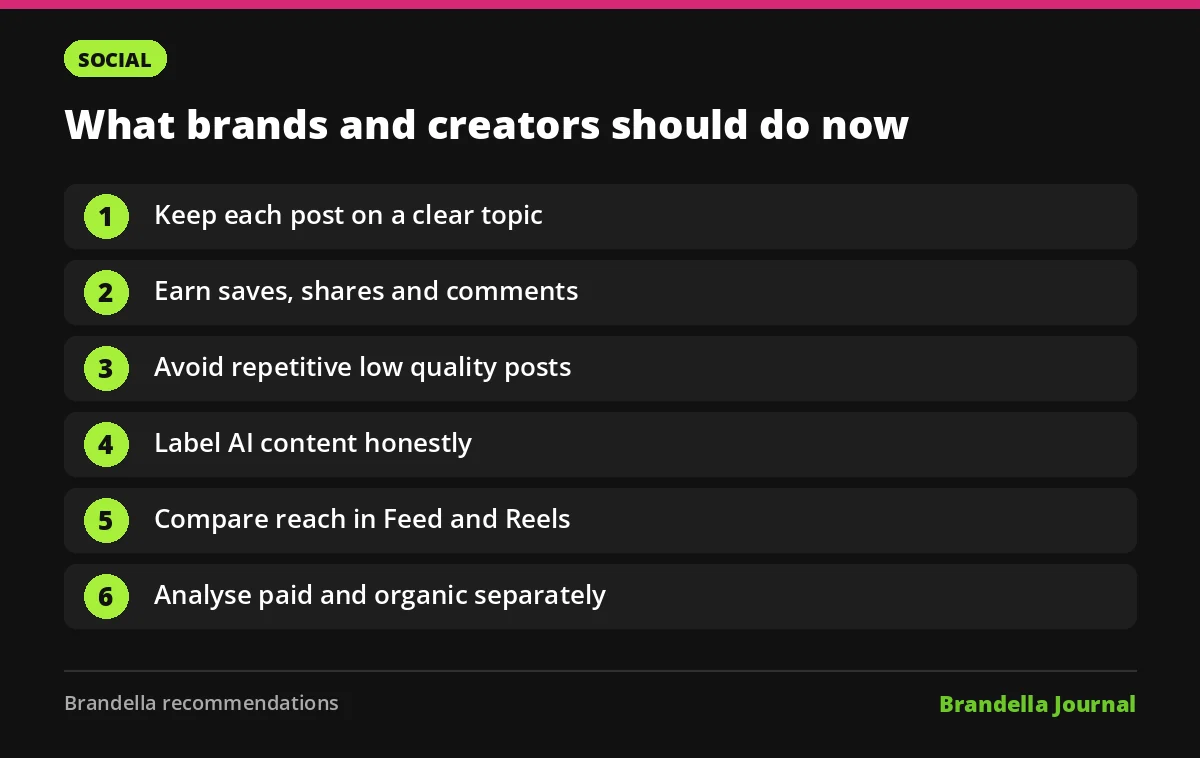 SOCIAL
What brands and creators should do now
1 Keep each post on a clear topic
2 Earn saves, shares and comments
3 Avoid repetitive low quality posts
4 Label AI content honestly
5 Compare reach in Feed and Reels
6 Analyse paid and organic separately
Brandella recommendations
Brandella Journal